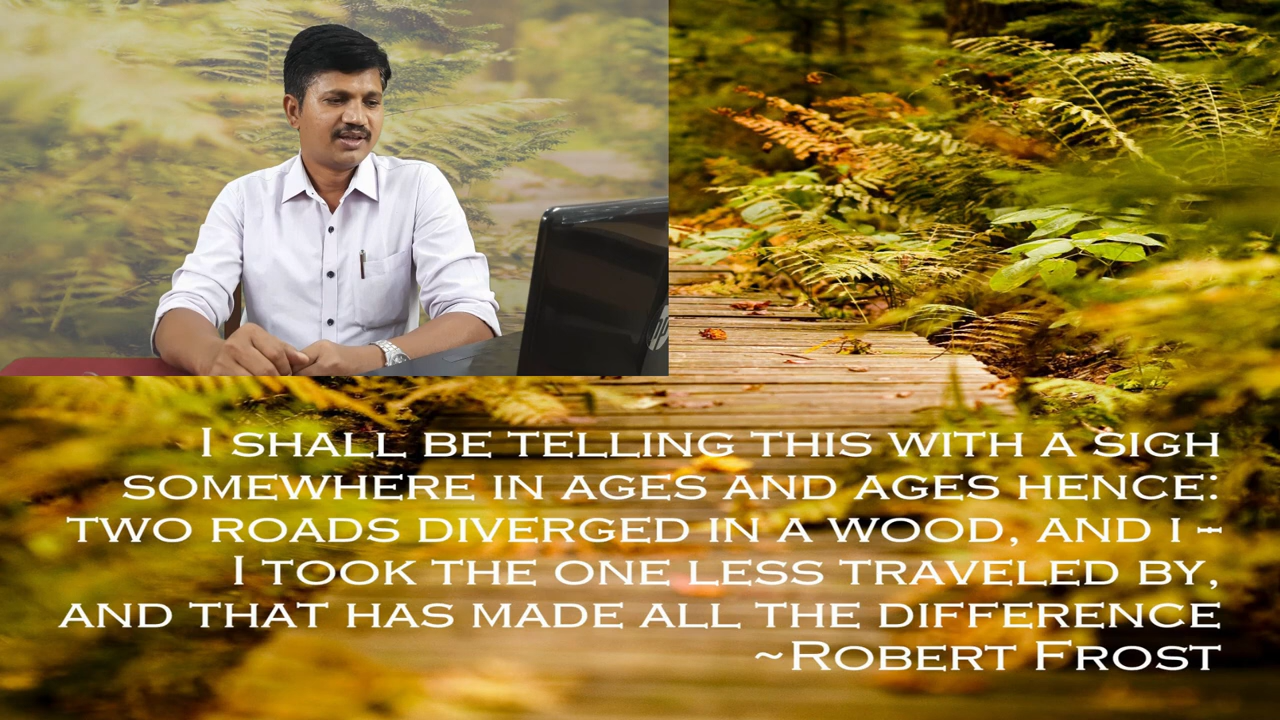 I SHALL BE TELLING THIS WITH A SIGH
SOMEWHERE IN AGES AND AGES HENCE:
TWO ROADS DIVERGED IN A WOOD, AND I --
I TOOK THE ONE LESS TRAVELED BY,
AND THAT HAS MADE ALL THE DIFFERENCE
~ROBERT FROST